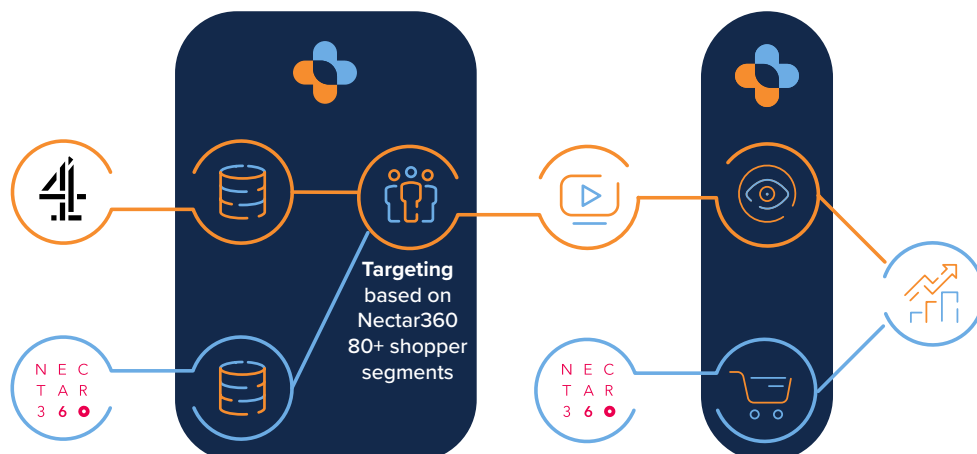 4
Targeting
based on
Nectar360
80+ shopper
segments
NEC
TAR
360
NEC
TAR
360